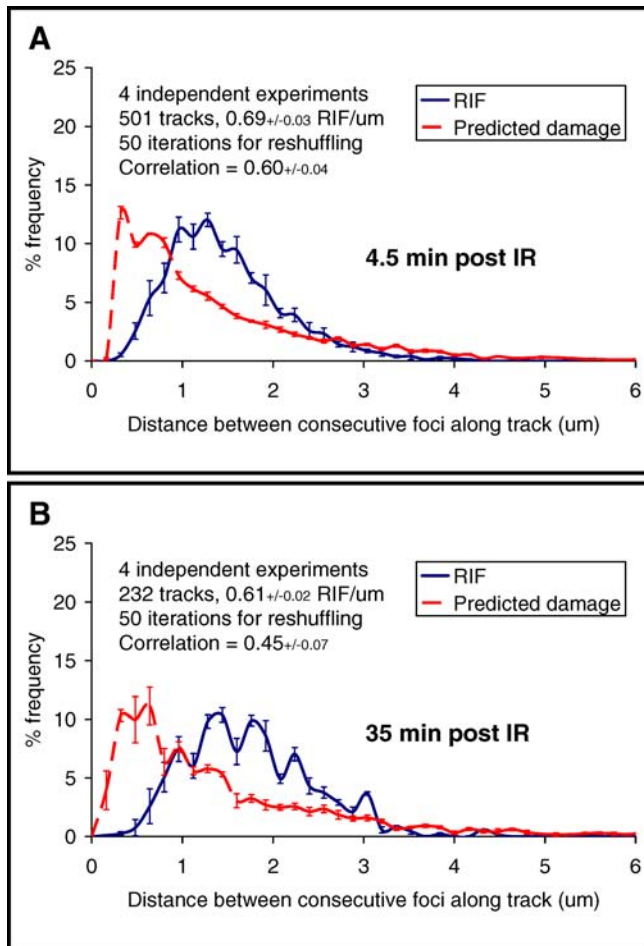 A
25
20
15
10
5
0
% frequency
4 independent experiments
501 tracks, 0.69+/-0.03 RIF/um
50 iterations for reshuffling
Correlation = 0.60+/-0.04
RIF
Predicted damage
4.5 min post IR
0 1 2 3 4 5 6
Distance between consecutive foci along track (um)
B
25
20
15
10
5
0
% frequency
4 independent experiments
232 tracks, 0.61+/-0.02 RIF/um
50 iterations for reshuffling
Correlation = 0.45+/-0.07
RIF
Predicted damage
35 min post IR
0 1 2 3 4 5 6
Distance between consecutive foci along track (um)